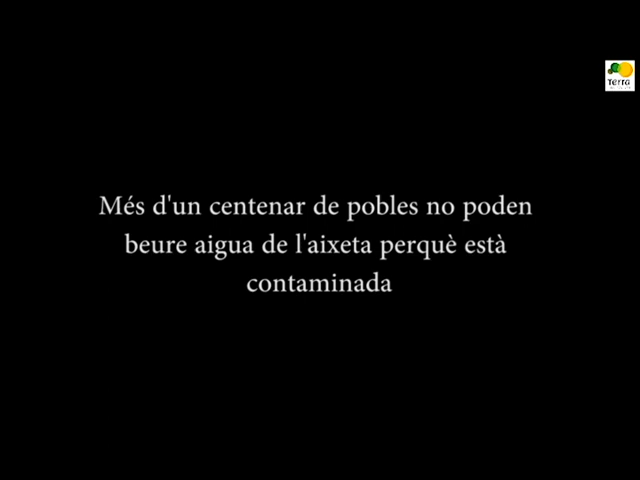 Terra
Més d'un centenar de pobles no poden
beure aigua de l'aixeta perquè està
contaminada